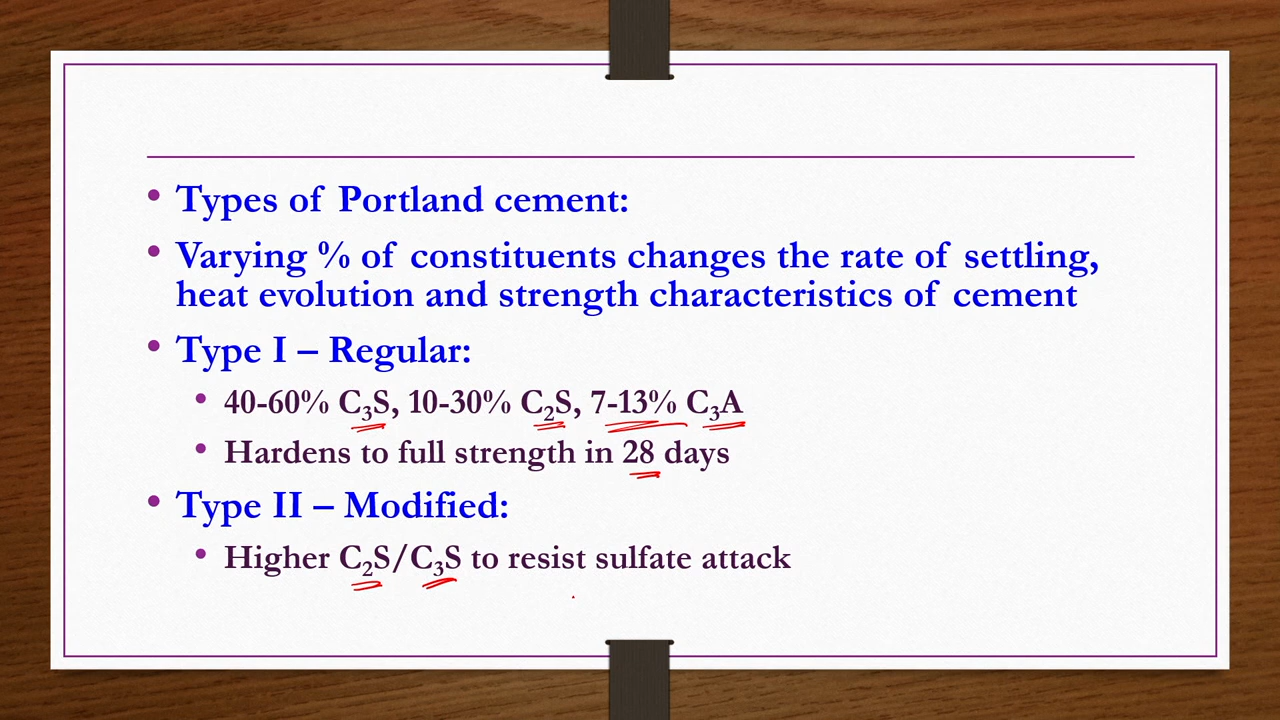 • Types of Portland cement:
• Varying % of constituents changes the rate of settling,
heat evolution and strength characteristics of cement
• Type I – Regular:
• 40-60% C₃S, 10-30% C₂S, 7-13% C₃A
• Hardens to full strength in 28 days
• Type II – Modified:
• Higher C₂S/C₃S to resist sulfate attack